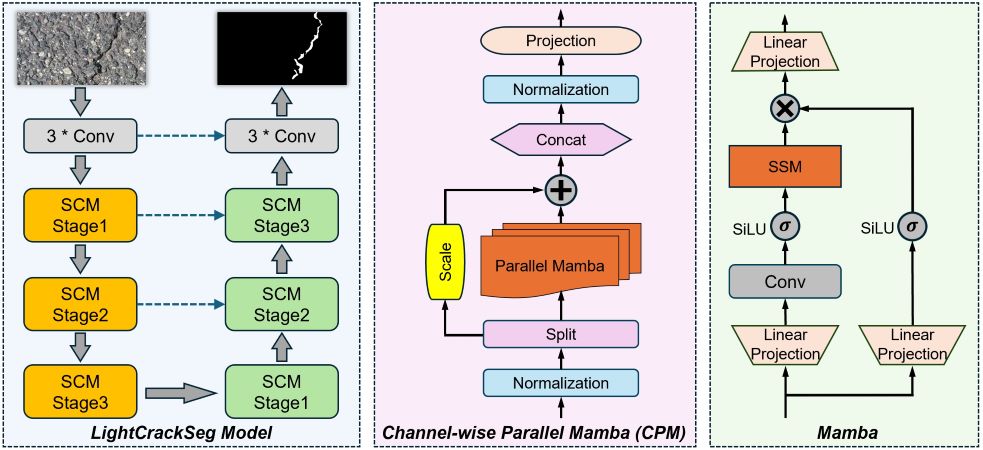 3 * Conv
3 * Conv
SCM
Stage1
SCM
Stage3
SCM
Stage2
SCM
Stage2
SCM
Stage3
SCM
Stage1
LightCrackSeg Model
Projection
Normalization
Concat
Scale
Parallel Mamba
Split
Normalization
Channel-wise Parallel Mamba (CPM)
Linear
Projection
SSM
SiLU
σ
SiLU
σ
Conv
Linear
Projection
Linear
Projection
Mamba